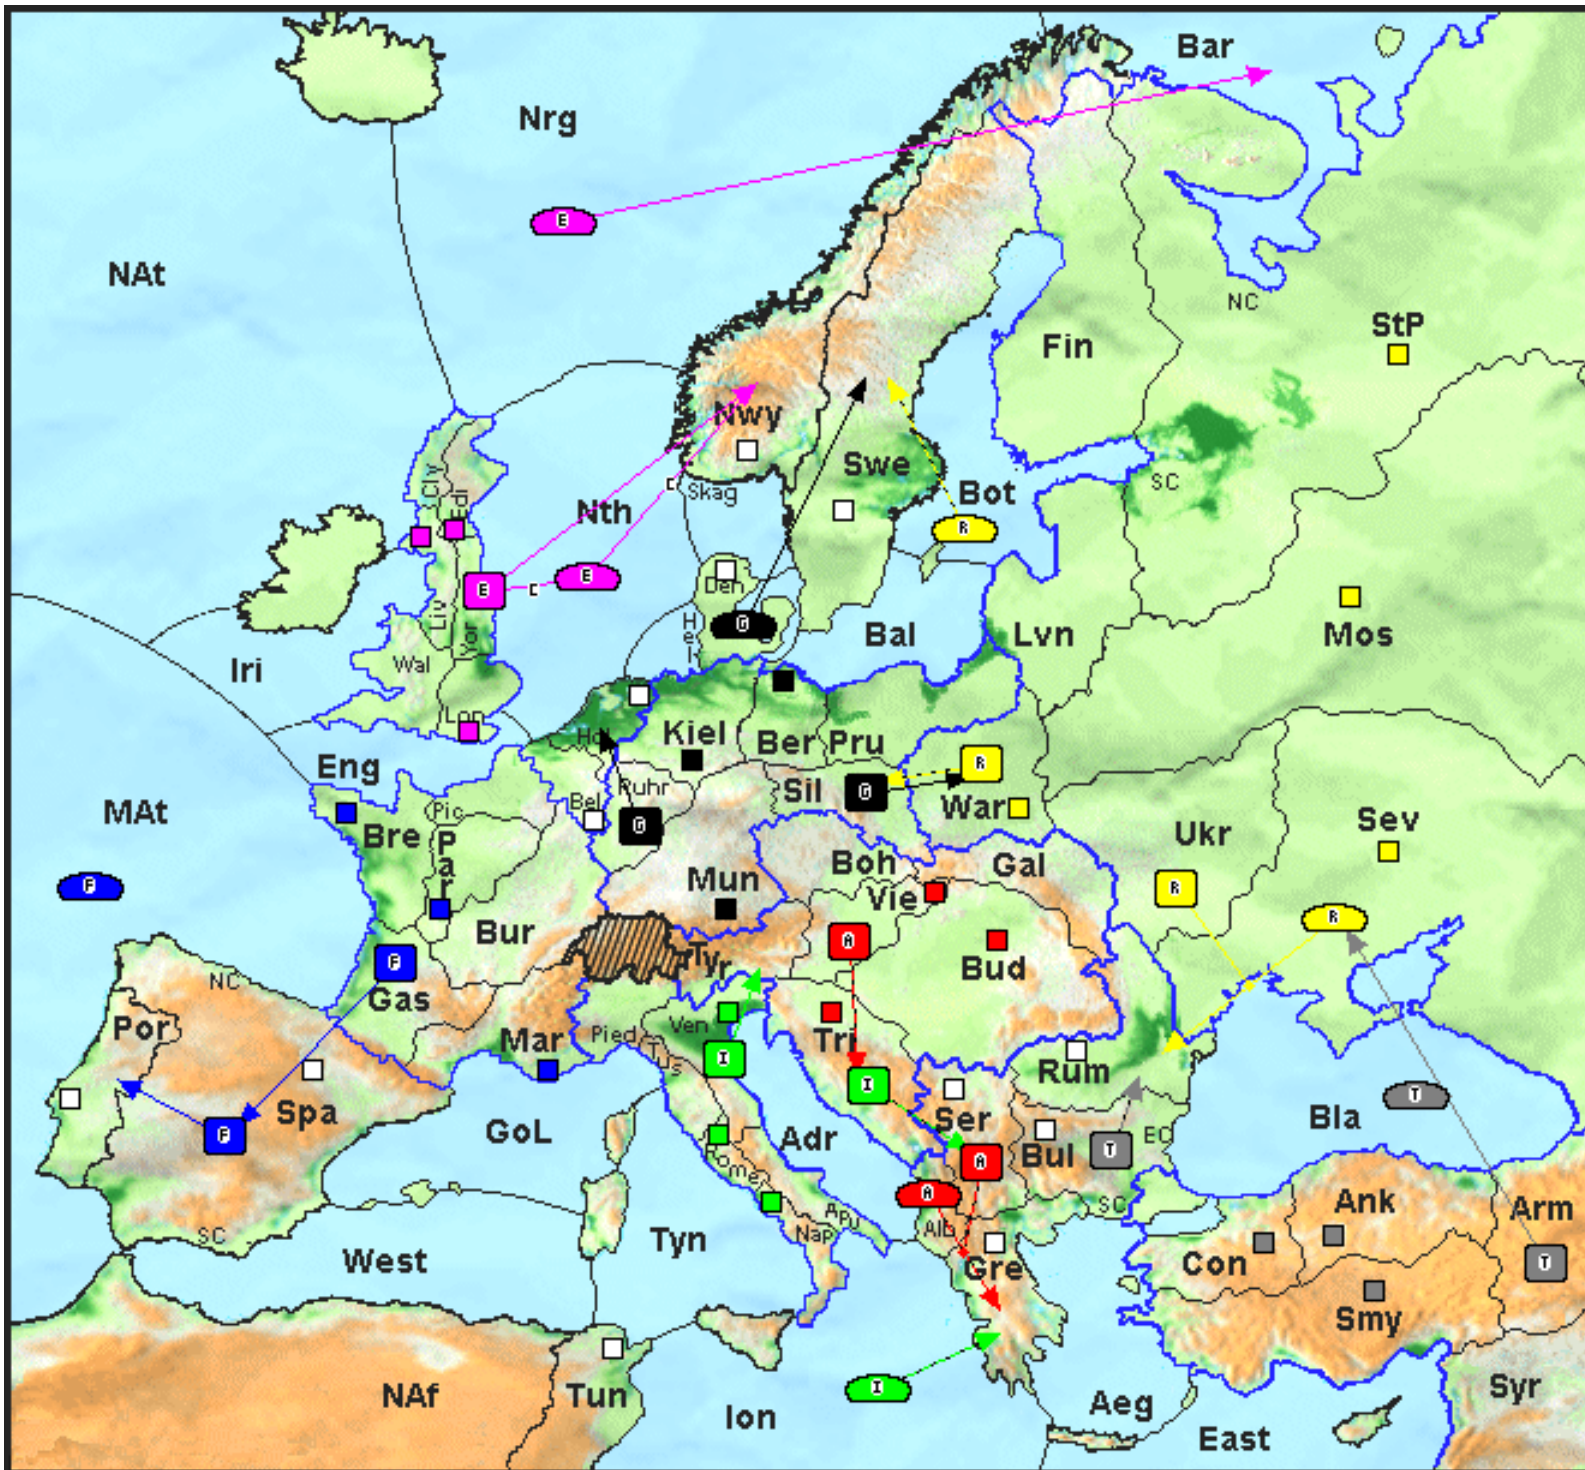 Bar
Nrg
NAt
NC
StP
Fin
Nwy
Swe
SC
Skag
Bot
Cly
Edi
Nth
C
C
R
E
E
E
Den
Hel
G
Liv
Yor
Wal
Iri
Bal
Lvn
Mos
Lon
Hol
Kiel
Ber
Pru
Eng
Pic
Bel
Ruhr
Sil
G
R
War
MAt
Bre
Par
G
Boh
Gal
Ukr
Sev
F
Mun
Vie
R
R
Bur
A
Bud
F
Gas
Tyr
NC
Por
Mar
Pied
Ven
Tus
I
Tri
Rum
I
Spa
GoL
Adr
Ser
Bul
EC
T
Bla
F
Rome
A
T
SC
West
Tyn
Apu
Nap
A
Alb
Gre
SC
Con
Ank
Arm
T
Smy
NAf
Tun
Ion
I
Aeg
East
Syr